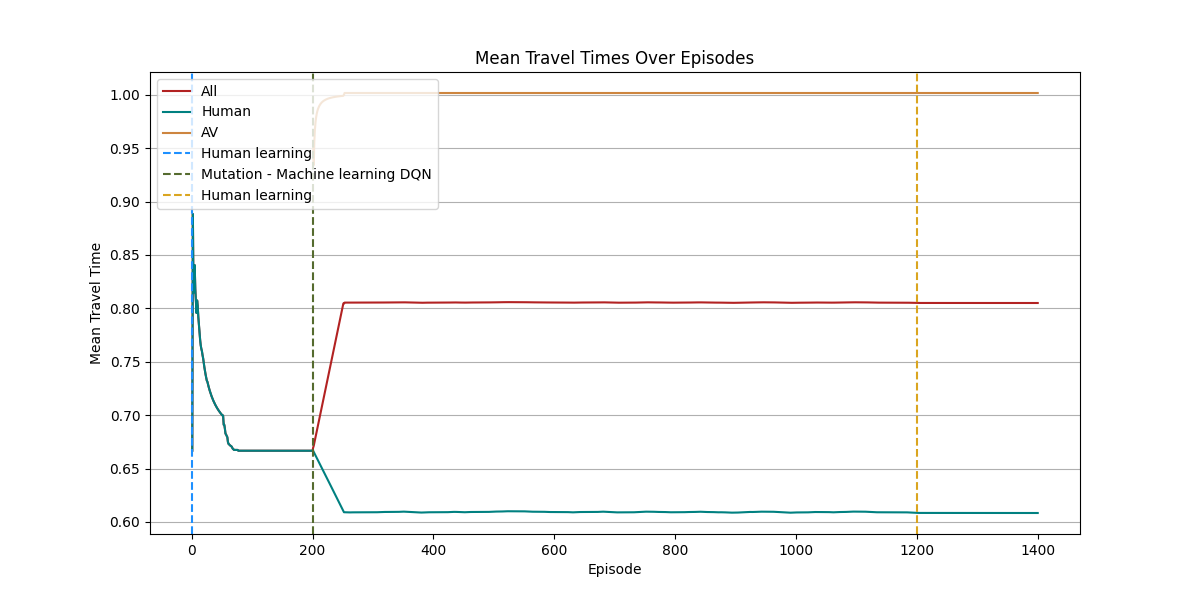 Mean Travel Times Over Episodes
1.00
0.95
0.90
0.85
0.80
0.75
0.70
0.65
0.60
Mean Travel Time
All
Human
AV
Human learning
Mutation - Machine learning DQN
Human learning
0 200 400 600 800 1000 1200 1400
Episode